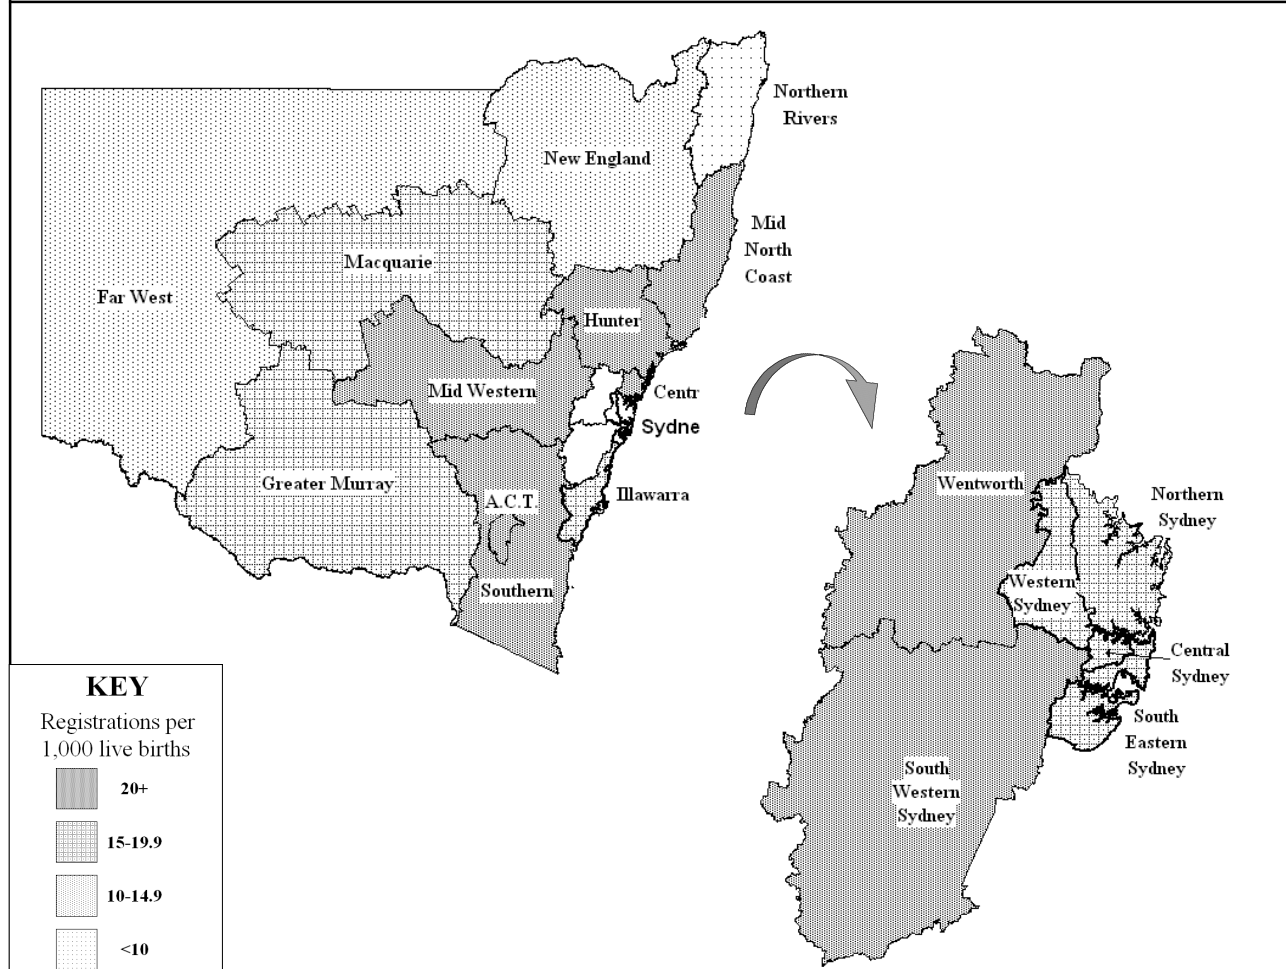 Northern
Rivers
New England
Mid
North
Coast
Macquarie
Far West
Hunter
Mid Western
Centr
Sydne
Greater Murray
A.C.T.
Illawarra
Southern
Wentworth
Northern
Sydney
Western
Sydney
Central
Sydney
South
Eastern
Sydney
South
Western
Sydney
KEY
Registrations per
1,000 live births
20+
15-19.9
10-14.9
<10